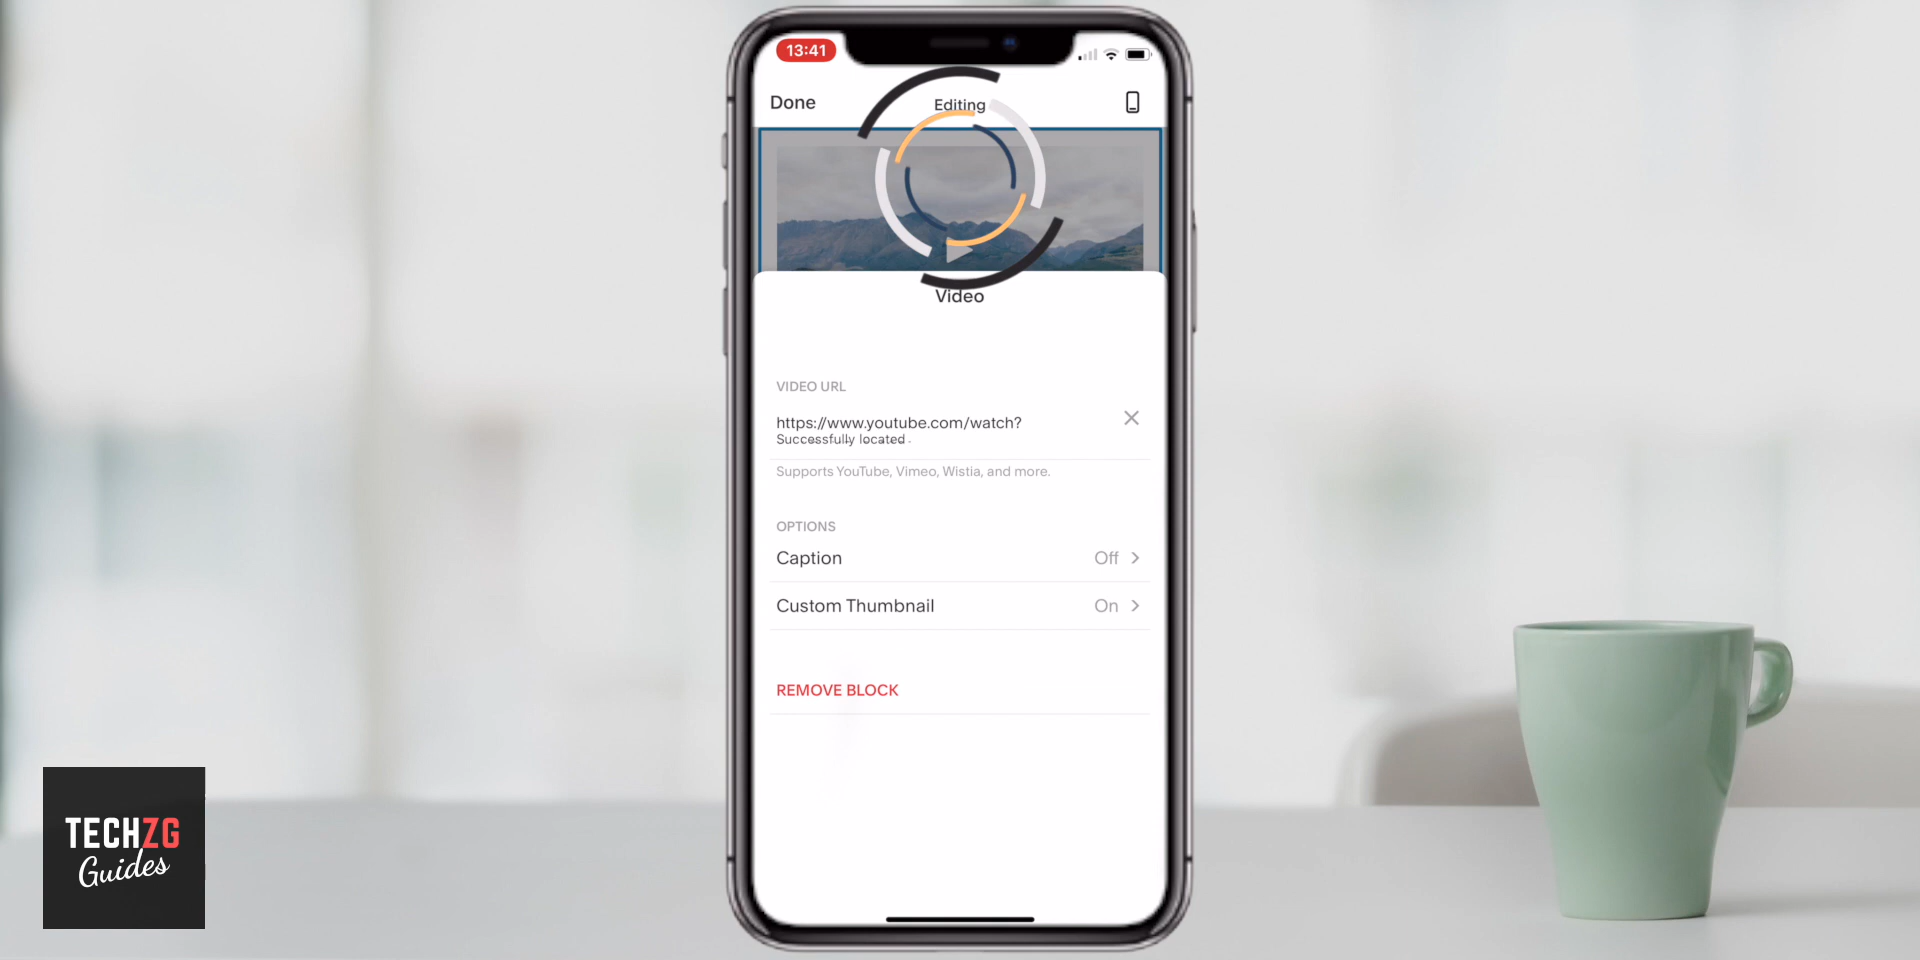 13:41
Done
Editing
Video
VIDEO URL
https://www.youtube.com/watch?
Successfully located
Supports YouTube, Vimeo, Wistia, and more.
OPTIONS
Caption Off
Custom Thumbnail On
REMOVE BLOCK
TECHZG
Guides